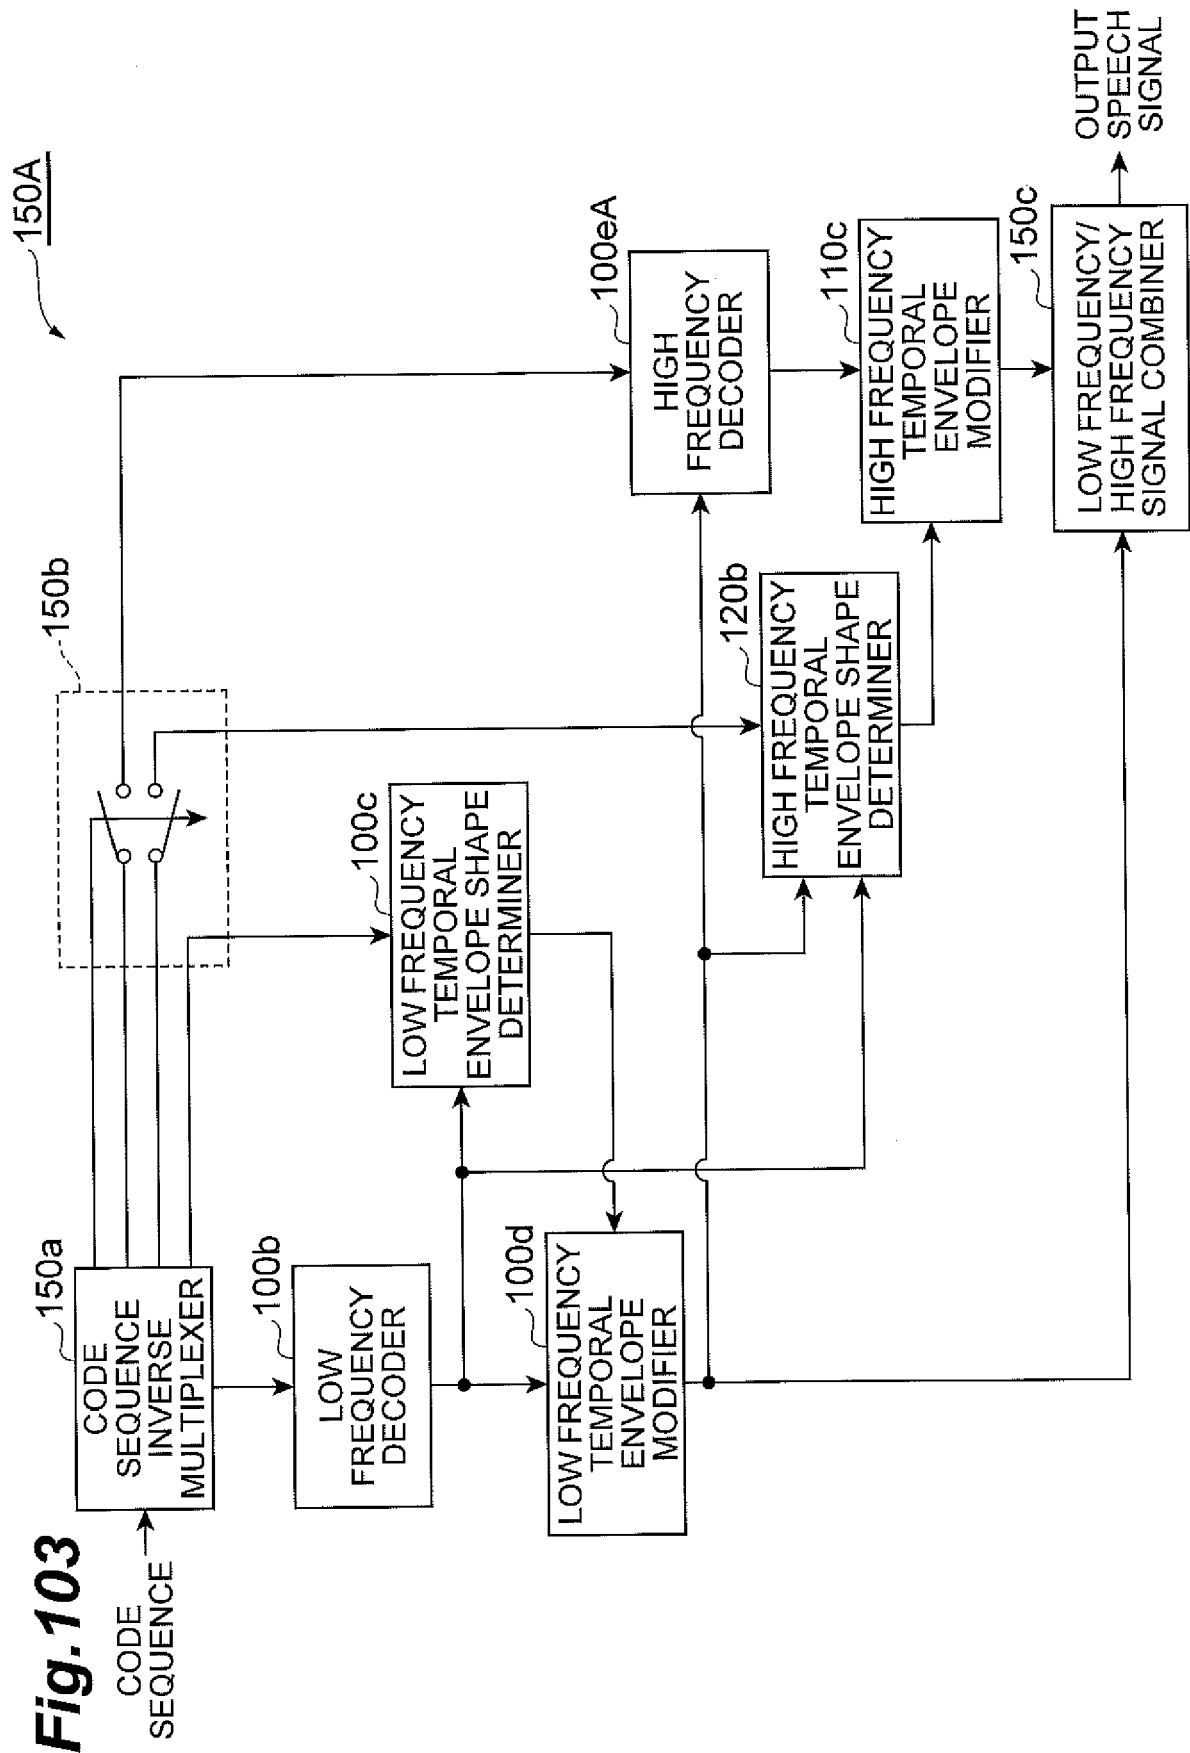 Fig.103
150A
CODE
SEQUENCE
150a
CODE
SEQUENCE
INVERSE
MULTIPLEXER
150b
100b
LOW
FREQUENCY
DECODER
100c
LOW FREQUENCY
TEMPORAL
ENVELOPE SHAPE
DETERMINER
100d
LOW FREQUENCY
TEMPORAL
ENVELOPE
MODIFIER
100eA
HIGH
FREQUENCY
DECODER
120b
HIGH FREQUENCY
TEMPORAL
ENVELOPE SHAPE
DETERMINER
110c
HIGH FREQUENCY
TEMPORAL
ENVELOPE
MODIFIER
150c
LOW FREQUENCY/
HIGH FREQUENCY
SIGNAL COMBINER
OUTPUT
SPEECH
SIGNAL